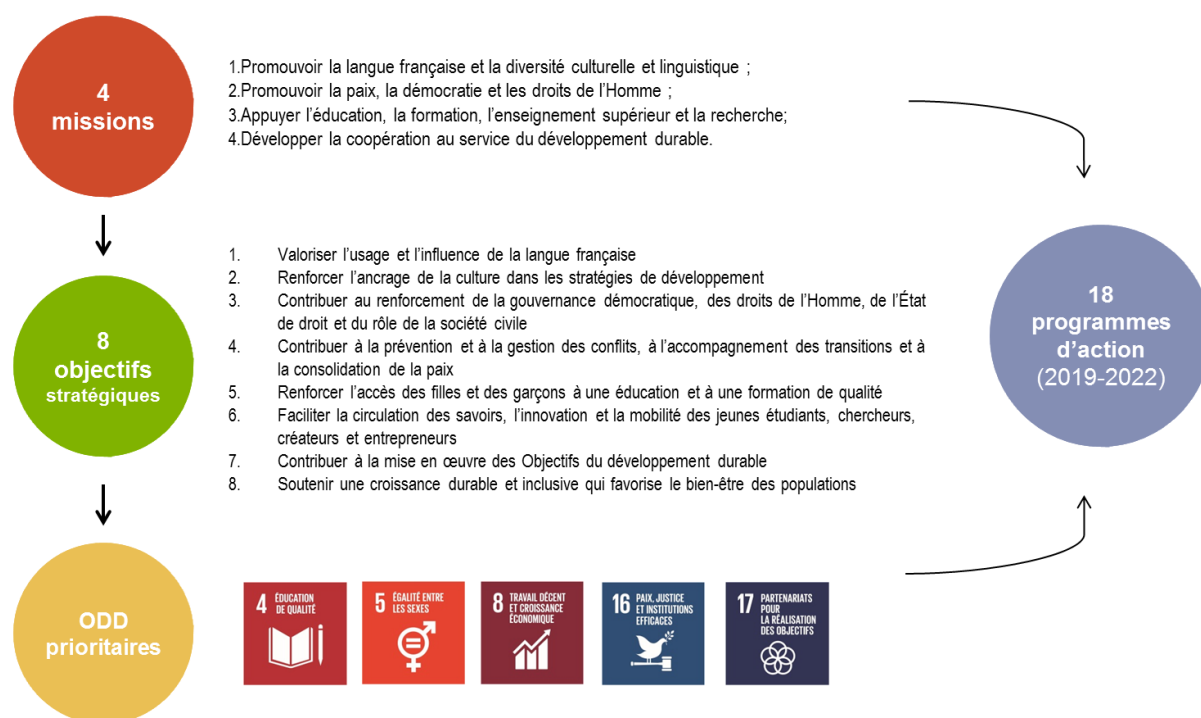 4
missions
1.Promouvoir la langue française et la diversité culturelle et linguistique ;
2.Promouvoir la paix, la démocratie et les droits de l’Homme ;
3.Appuyer l’éducation, la formation, l’enseignement supérieur et la recherche;
4.Développer la coopération au service du développement durable.
8
objectifs
stratégiques
1. Valoriser l’usage et l’influence de la langue française
2. Renforcer l’ancrage de la culture dans les stratégies de développement
3. Contribuer au renforcement de la gouvernance démocratique, des droits de l’Homme, de l’État
de droit et du rôle de la société civile
4. Contribuer à la prévention et à la gestion des conflits, à l’accompagnement des transitions et à
la consolidation de la paix
5. Renforcer l’accès des filles et des garçons à une éducation et à une formation de qualité
6. Faciliter la circulation des savoirs, l’innovation et la mobilité des jeunes étudiants, chercheurs,
créateurs et entrepreneurs
7. Contribuer à la mise en œuvre des Objectifs du développement durable
8. Soutenir une croissance durable et inclusive qui favorise le bien-être des populations
18
programmes
d’action
(2019-2022)
ODD
prioritaires
4 ÉDUCATION
DE QUALITÉ
5 ÉGALITÉ ENTRE
LES SEXES
8 TRAVAIL DÉCENT
ET CROISSANCE
ÉCONOMIQUE
16 PAIX, JUSTICE
ET INSTITUTIONS
EFFICACES
17 PARTENARIATS
POUR
LA RÉALISATION
DES OBJECTIFS